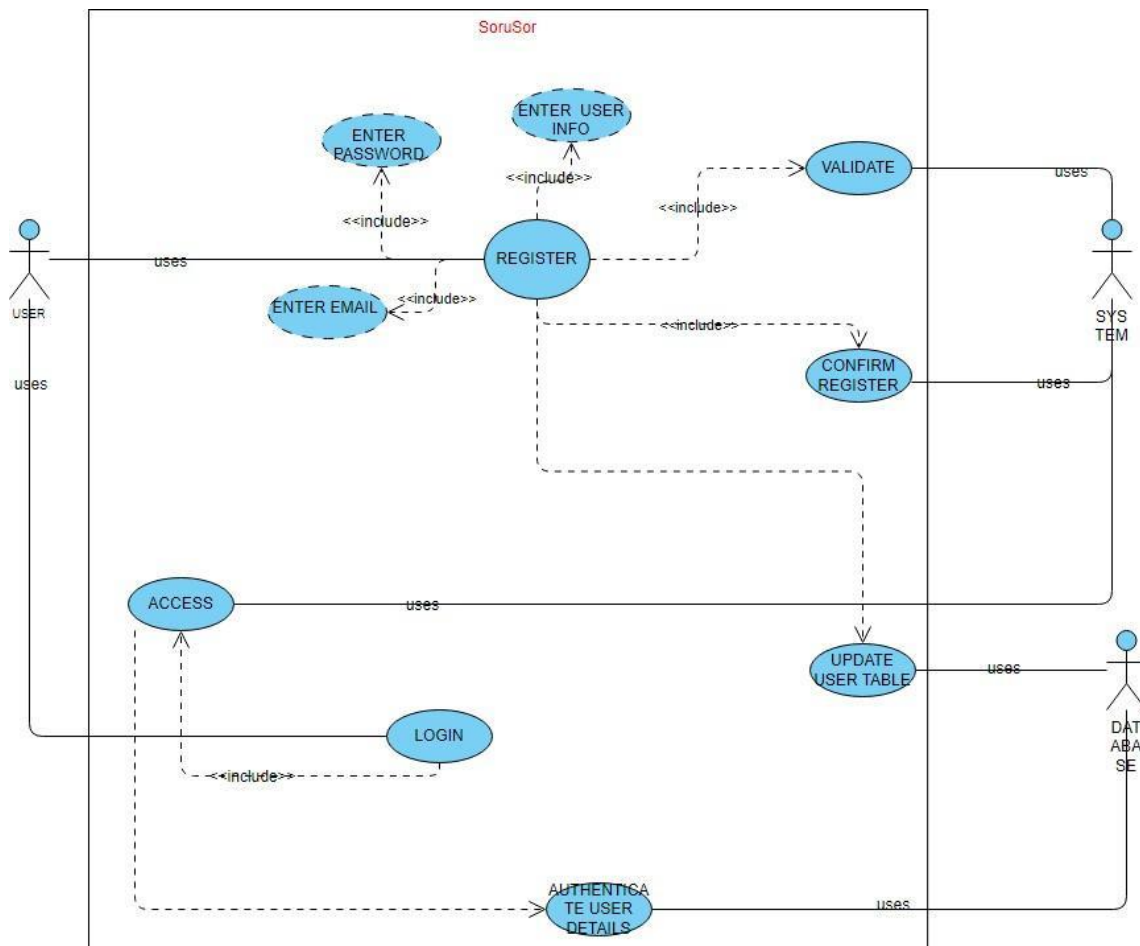 SoruSor
ENTER USER
INFO
ENTER
PASSWORD
VALIDATE
uses
<<include>>
<<include>>
<<include>>
REGISTER
uses
ENTER EMAIL
<<include>>
USER
SYS
TEM
<<include>>
CONFIRM
REGISTER
uses
uses
ACCESS
uses
UPDATE
USER TABLE
uses
LOGIN
DAT
ABA
SE
<<include>>
AUTHENTICA
TE USER
DETAILS
uses